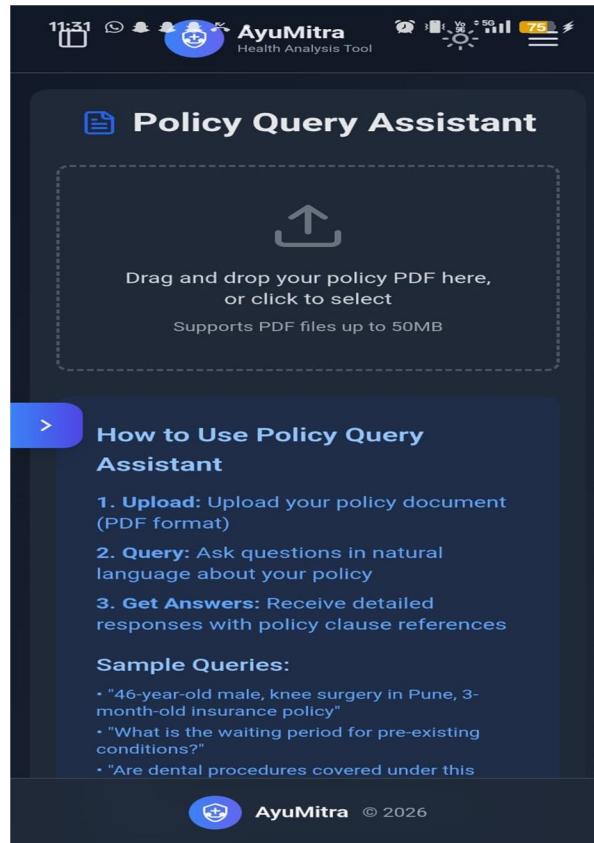 11:31
5G
75
AyuMitra
Health Analysis Tool
Policy Query Assistant
Drag and drop your policy PDF here,
or click to select
Supports PDF files up to 50MB
>
How to Use Policy Query
Assistant
1. Upload: Upload your policy document
(PDF format)
2. Query: Ask questions in natural
language about your policy
3. Get Answers: Receive detailed
responses with policy clause references
Sample Queries:
• "46-year-old male, knee surgery in Pune, 3-
month-old insurance policy"
• "What is the waiting period for pre-existing
conditions?"
• "Are dental procedures covered under this
AyuMitra © 2026